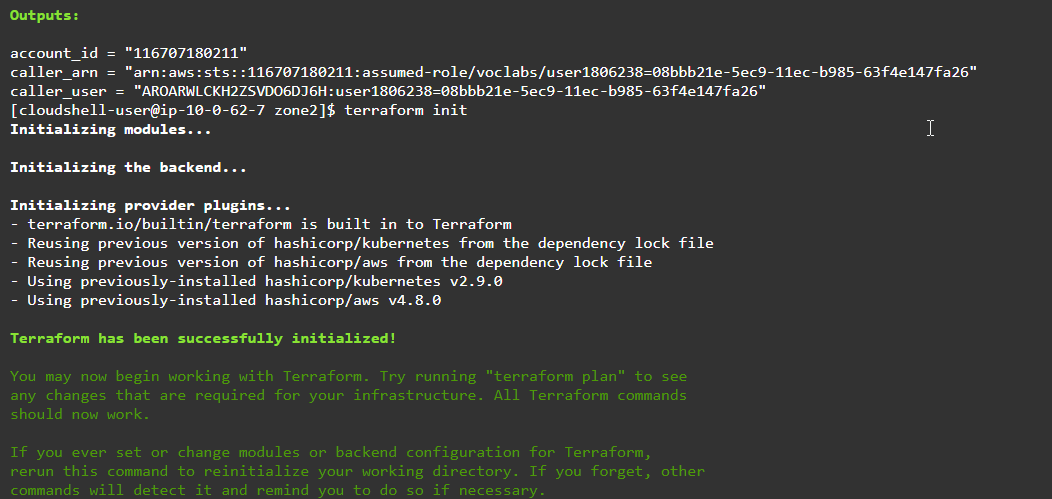 Outputs:
account_id = "116707180211"
caller_arn = "arn:aws:sts::116707180211:assumed-role/voclabs/user1806238=08bbb21e-5ec9-11ec-b985-63f4e147fa26"
caller_user = "AROARWLCKH2ZSVDO6DJ6H:user1806238=08bbb21e-5ec9-11ec-b985-63f4e147fa26"
[cloudshell-user@ip-10-0-62-7 zone2]$ terraform init
Initializing modules...
Initializing the backend...
Initializing provider plugins...
- terraform.io/builtin/terraform is built in to Terraform
- Reusing previous version of hashicorp/kubernetes from the dependency lock file
- Reusing previous version of hashicorp/aws from the dependency lock file
- Using previously-installed hashicorp/kubernetes v2.9.0
- Using previously-installed hashicorp/aws v4.8.0
Terraform has been successfully initialized!
You may now begin working with Terraform. Try running "terraform plan" to see
any changes that are required for your infrastructure. All Terraform commands
should now work.
If you ever set or change modules or backend configuration for Terraform,
rerun this command to reinitialize your working directory. If you forget, other
commands will detect it and remind you to do so if necessary.